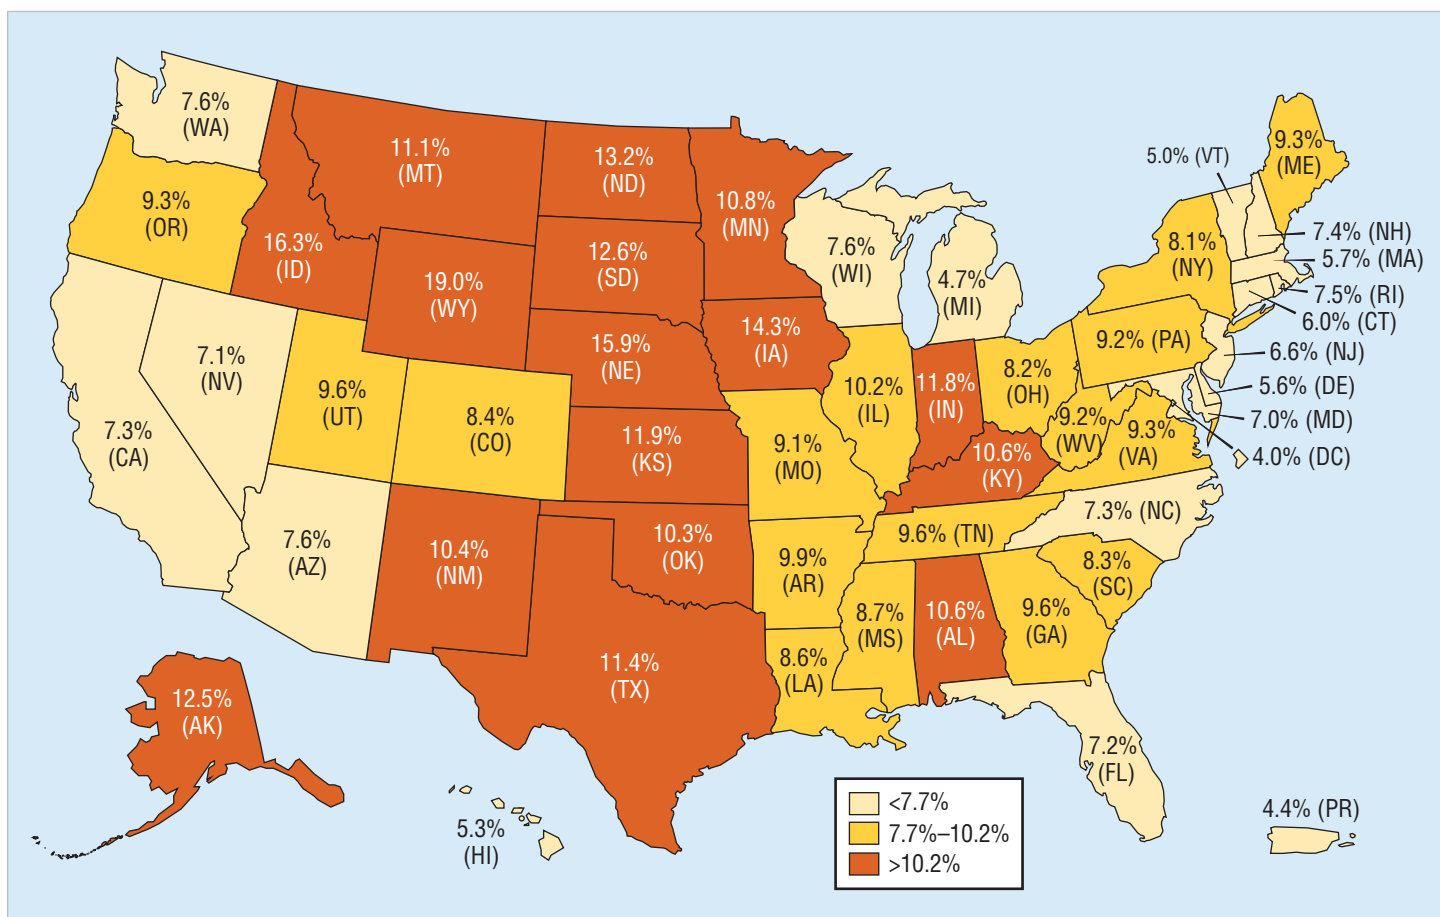 7.6%
(WA)
9.3%
(OR)
7.3%
(CA)
7.1%
(NV)
16.3%
(ID)
11.1%
(MT)
19.0%
(WY)
9.6%
(UT)
8.4%
(CO)
7.6%
(AZ)
10.4%
(NM)
13.2%
(ND)
12.6%
(SD)
15.9%
(NE)
11.9%
(KS)
10.3%
(OK)
11.4%
(TX)
10.8%
(MN)
14.3%
(IA)
9.1%
(MO)
9.9%
(AR)
8.6%
(LA)
7.6%
(WI)
10.2%
(IL)
4.7%
(MI)
11.8%
(IN)
8.2%
(OH)
10.6%
(KY)
9.6% (TN)
8.7%
(MS)
10.6%
(AL)
9.6%
(GA)
8.3%
(SC)
7.3% (NC)
7.2%
(FL)
9.2%
(WV)
9.3%
(VA)
9.2% (PA)
8.1%
(NY)
9.3%
(ME)
5.0% (VT)
7.4% (NH)
5.7% (MA)
7.5% (RI)
6.0% (CT)
6.6% (NJ)
5.6% (DE)
7.0% (MD)
4.0% (DC)
12.5%
(AK)
5.3%
(HI)
4.4% (PR)
<7.7%
7.7%–10.2%
>10.2%